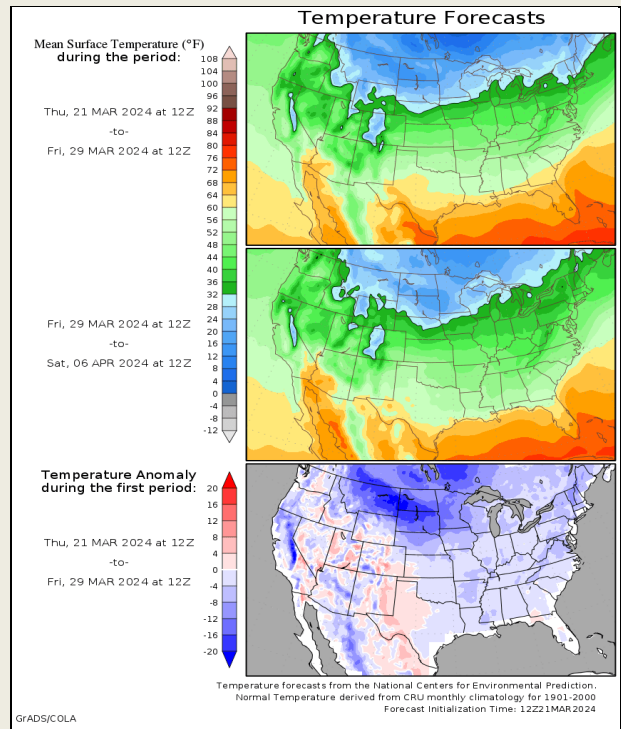 Temperature Forecasts
Mean Surface Temperature (°F)
during the period:
108
104
100
96
92
88
84
80
76
72
68
64
60
56
52
48
44
40
36
32
28
24
20
16
12
8
4
0
-4
-8
-12
Thu, 21 MAR 2024 at 12Z
-to-
Fri, 29 MAR 2024 at 12Z
Fri, 29 MAR 2024 at 12Z
-to-
Sat, 06 APR 2024 at 12Z
Temperature Anomaly
during the first period:
20
16
12
8
4
0
-4
-8
-12
-16
-20
Thu, 21 MAR 2024 at 12Z
-to-
Fri, 29 MAR 2024 at 12Z
Temperature forecasts from the National Centers for Environmental Prediction.
Normal Temperature derived from CRU monthly climatology for 1901-2000
Forecast Initialization Time: 12Z21MAR2024
GrADS/COLA